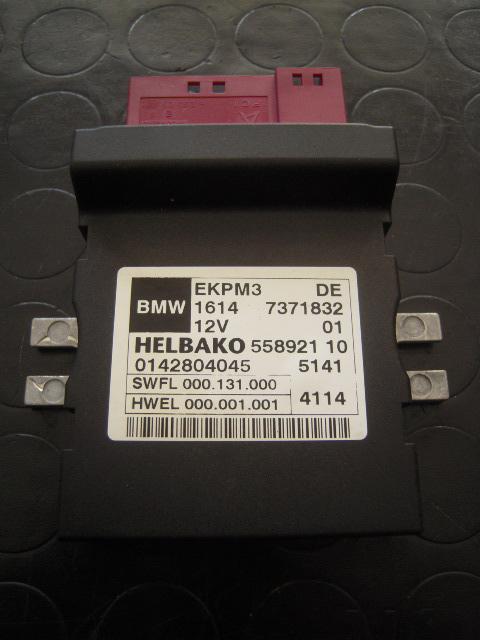 BMW EKPM3 DE
1614 7371832
12V 01
HELBAKO 558921 10
0142804045 5141
SWFL 000.131.000
HWEL 000.001.001 4114